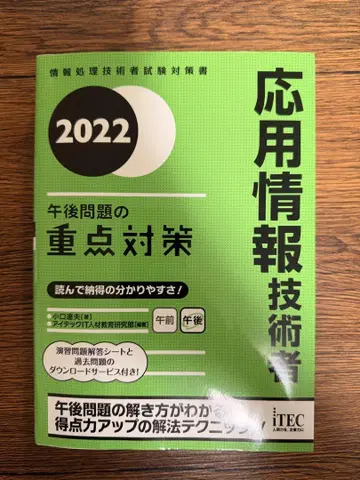 情報処理技術者試験対策書
2022
応用情報技術者
午後問題の
重点対策
読んで納得の分かりやすさ！
小口達夫[著]
アイテックIT人材教育研究部[編著]
午前
午後
演習問題解答シートと
過去問題の
ダウンロードサービス付き！
午後問題の解き方がわかる
得点力アップの解法テクニック
iTEC